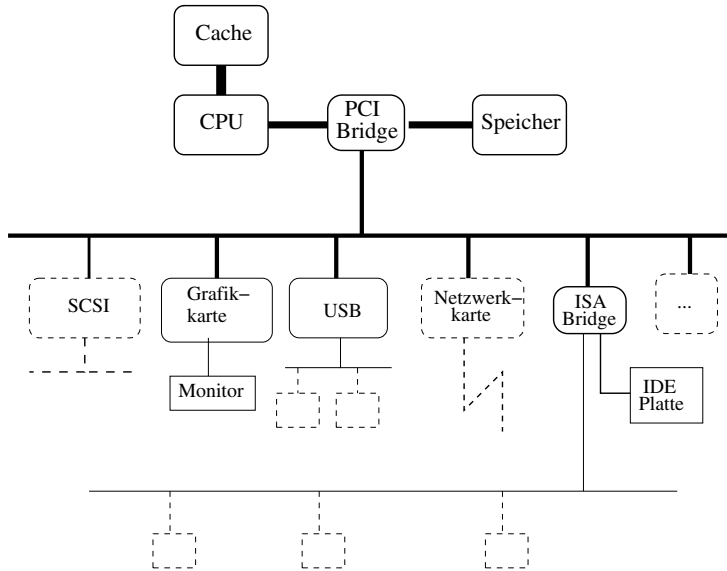 Cache
CPU
PCI
Bridge
Speicher
SCSI
Grafik−
karte
USB
Netzwerk−
karte
ISA
Bridge
...
Monitor
IDE
Platte